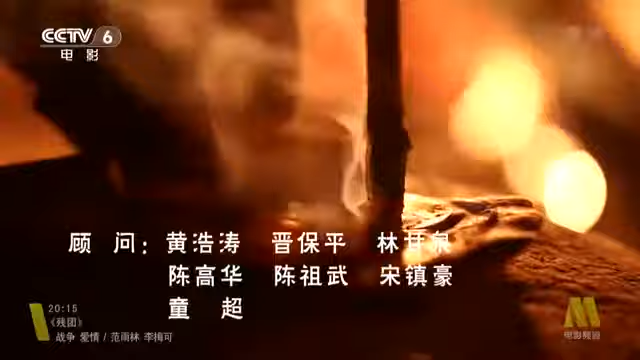 CCTV 6
电影
顾 问：黄浩涛 晋保平 林甘泉
陈高华 陈祖武 宋镇豪
童 超
20:15
《残团》
战争 爱情 / 范雨林 李梅可
电影频道